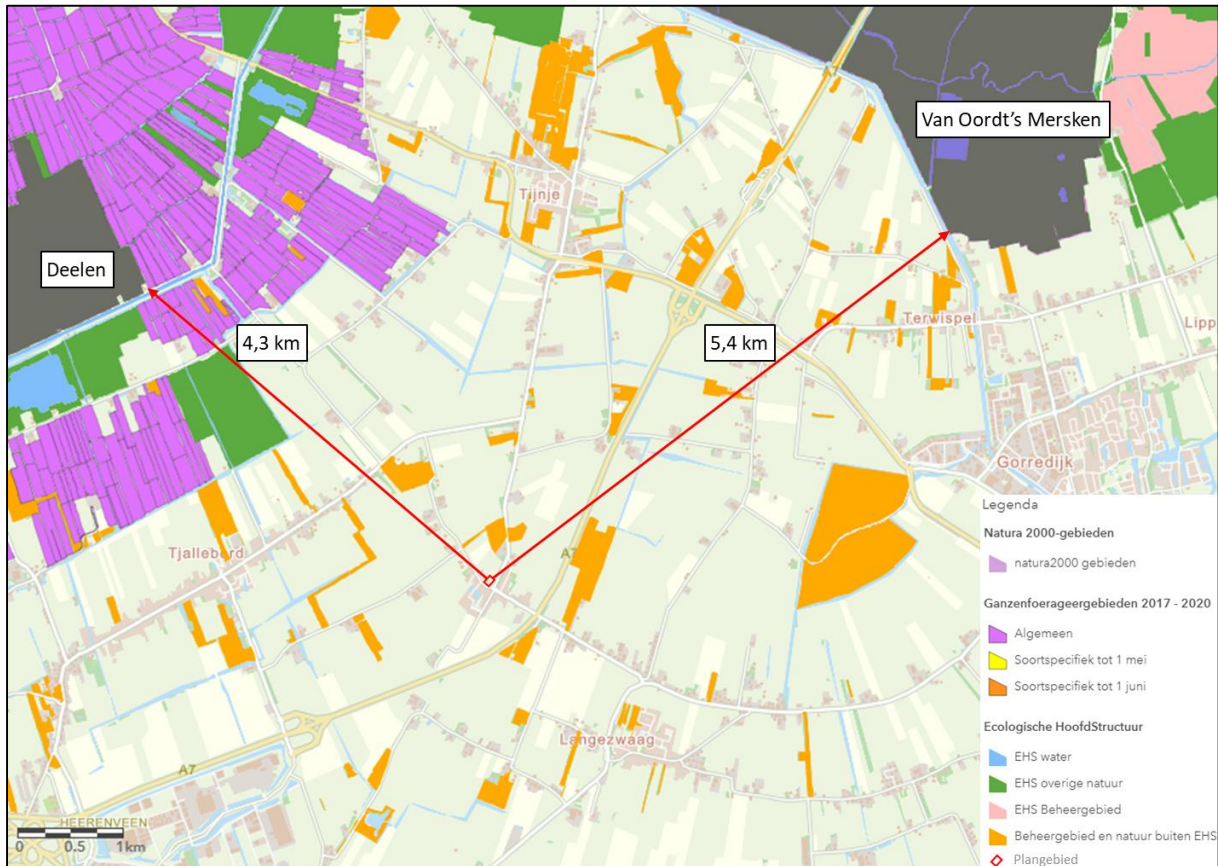 Van Oordt's Mersken
Tijnje
Deelen
4,3 km
5,4 km
Terwispel
Lipp
Gorredijk
A7
Tjalleberd
Langezwaag
A7
HEERENVEEN
0 0.5 1km
Legenda
Natura 2000-gebieden
natura2000 gebieden
Ganzenfoerageergebieden 2017 - 2020
Algemeen
Soortspecifiek tot 1 mei
Soortspecifiek tot 1 juni
Ecologische HoofdStructuur
EHS water
EHS overige natuur
EHS Beheergebied
Beheergebied en natuur buiten EHS
Plangebied